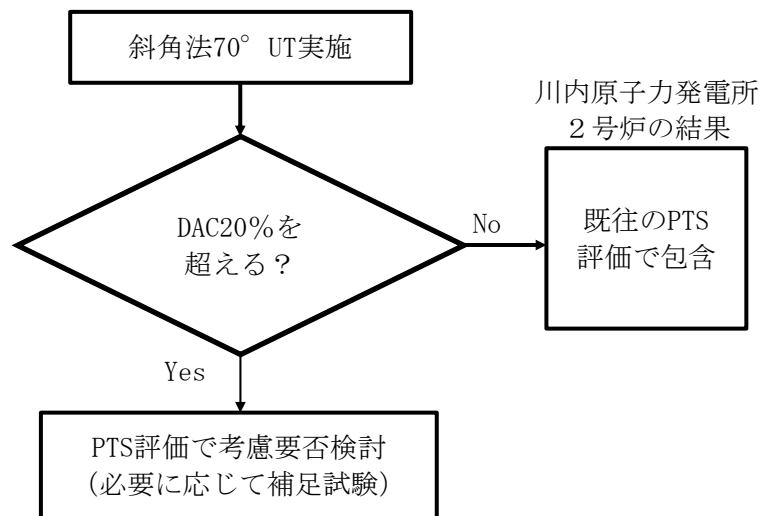 斜角法70°UT実施
川内原子力発電所
２号炉の結果
DAC20％を
超える？
No
既往のPTS
評価で包含
Yes
PTS評価で考慮要否検討
(必要に応じて補足試験)